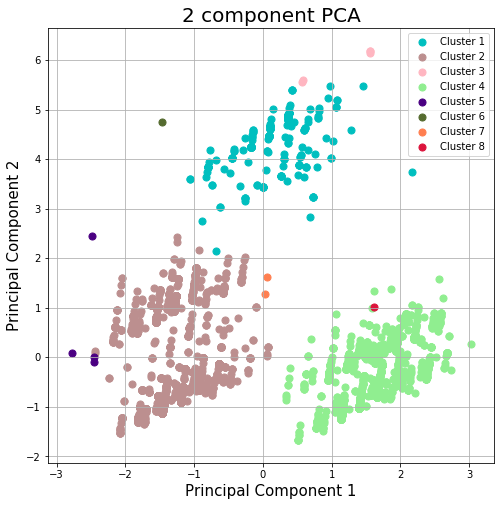 2 component PCA
Cluster 1
Cluster 2
Cluster 3
Cluster 4
Cluster 5
Cluster 6
Cluster 7
Cluster 8
6
5
4
3
2
1
0
−1
−2
Principal Component 2
−3 −2 −1 0 1 2 3
Principal Component 1